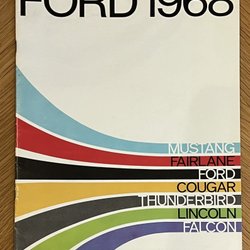 FORD 1968
MUSTANG
FAIRLANE
FORD
COUGAR
THUNDERBIRD
LINCOLN
FALCON